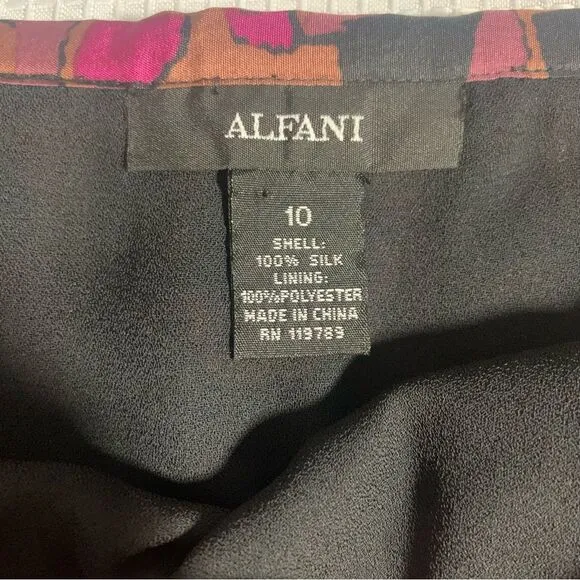 ALFANI
10
SHELL:
100% SILK
LINING:
100%POLYESTER
MADE IN CHINA
RN 119789